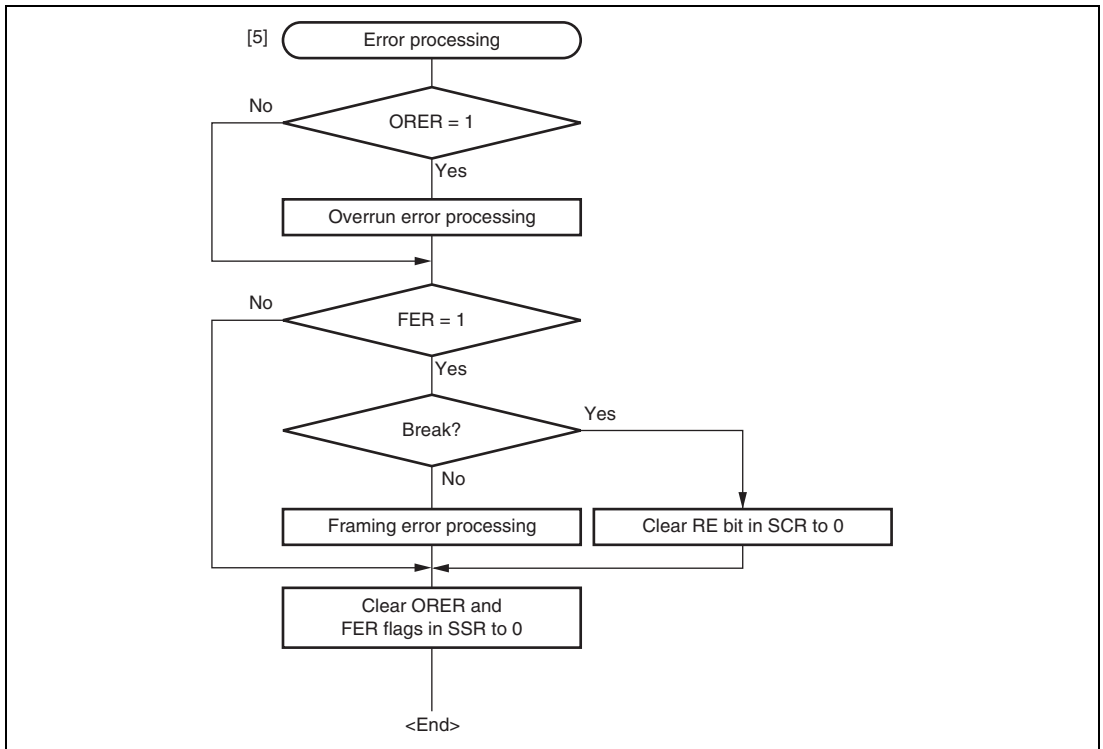 [5] Error processing
No
ORER = 1
Yes
Overrun error processing
No
FER = 1
Yes
Yes
Break?
No
Framing error processing
Clear RE bit in SCR to 0
Clear ORER and
FER flags in SSR to 0
<End>